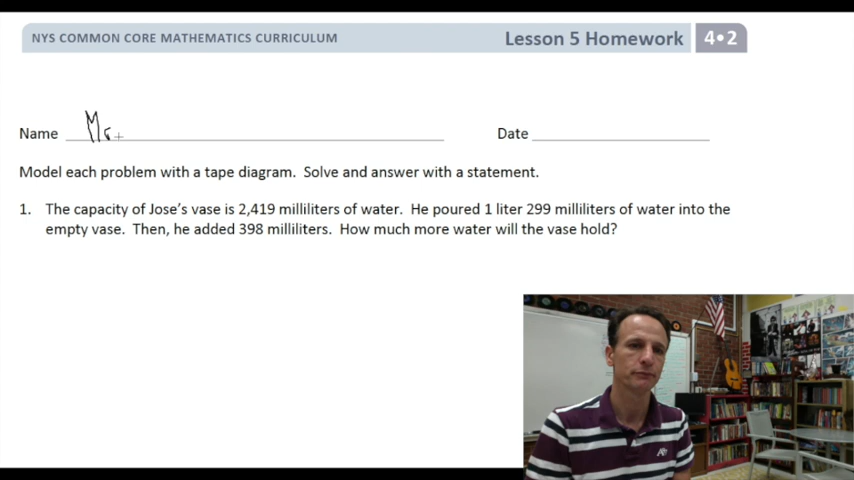 NYS COMMON CORE MATHEMATICS CURRICULUM Lesson 5 Homework 4•2
Name Mr Date
Model each problem with a tape diagram. Solve and answer with a statement.
1. The capacity of Jose's vase is 2,419 milliliters of water. He poured 1 liter 299 milliliters of water into the
empty vase. Then, he added 398 milliliters. How much more water will the vase hold?